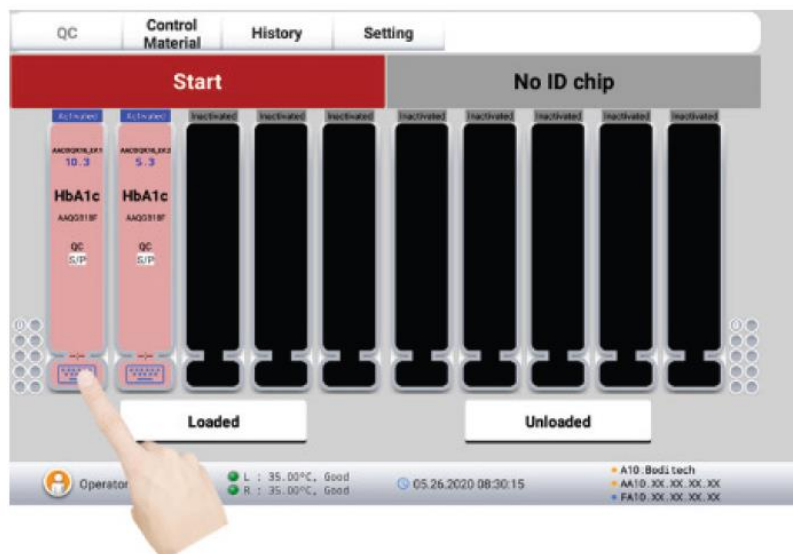 QC
Control
Material
History
Setting
Start
No ID chip
Activated
Activated
Inactivated
Inactivated
Inactivated
Inactivated
Inactivated
Inactivated
Inactivated
Inactivated
10.3
5.3
HbA1c
HbA1c
QC
QC
S/P
S/P
Loaded
Unloaded
Operator
L : 35.00°C, Good
R : 35.00°C, Good
05.26.2020 08:30:15
A10:Boditech
AA10.XX.XX.XX.XX
FA10.XX.XX.XX.XX